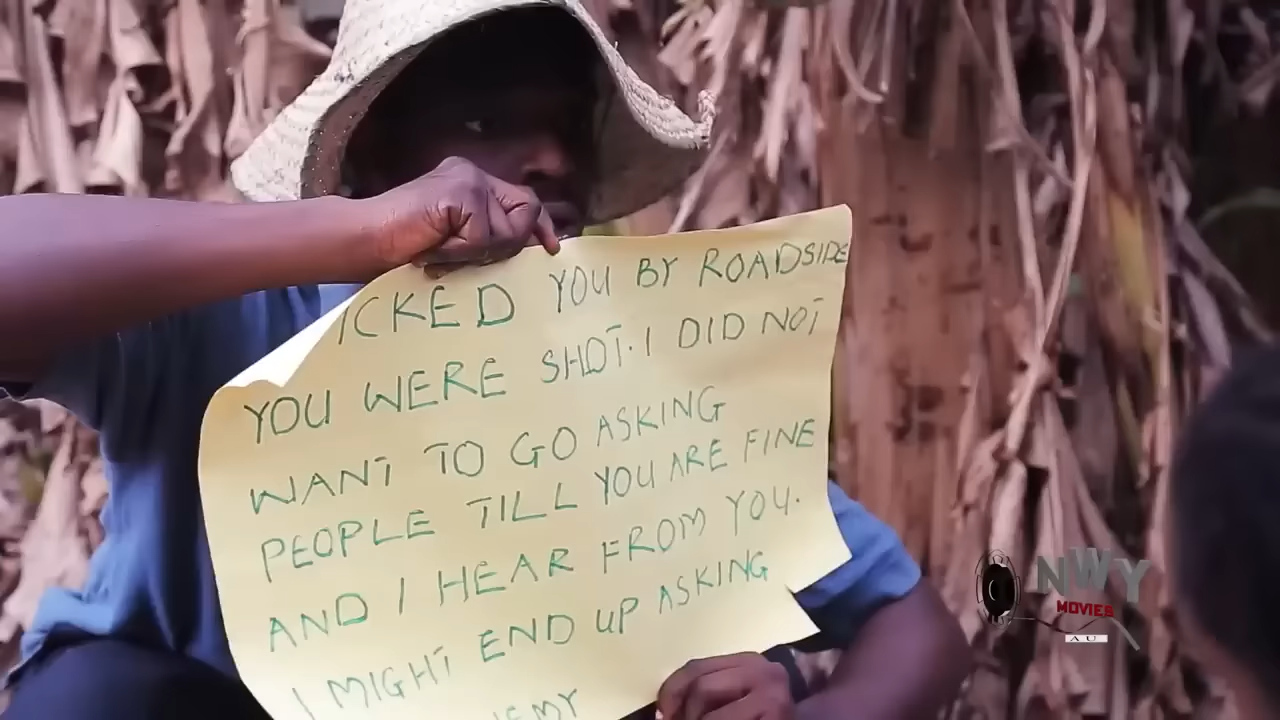 ICKED YOU BY ROADSIDE
YOU WERE SHOT. I DID NOT
WANT TO GO ASKING
PEOPLE TILL YOU ARE FINE
AND I HEAR FROM YOU.
I MIGHT END UP ASKING
NWY
MOVIES
AU